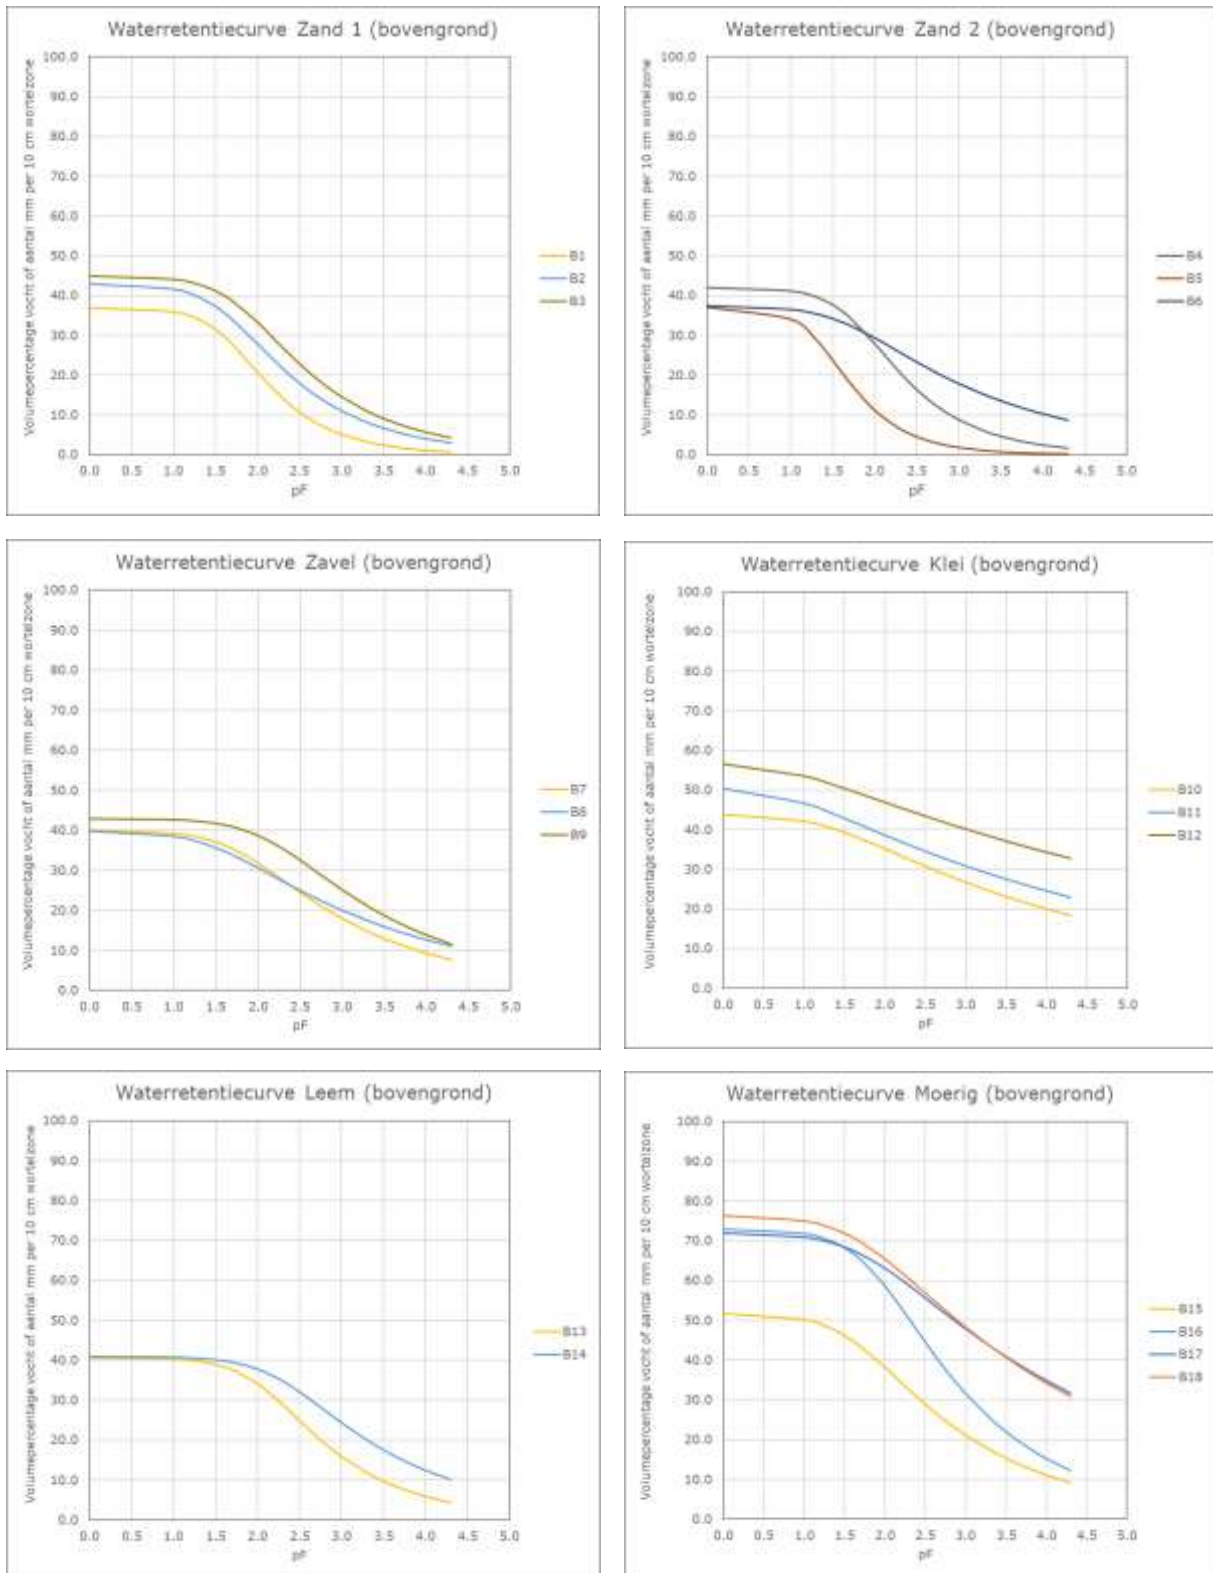 Waterretentiecurve Zand 1 (bovengrond)
Volumepercentage vocht of aantal mm per 10 cm wortelzone
100.0
90.0
80.0
70.0
60.0
50.0
40.0
30.0
20.0
10.0
0.0
0.0 0.5 1.0 1.5 2.0 2.5 3.0 3.5 4.0 4.5 5.0
pF
B1
B2
B3
Waterretentiecurve Zand 2 (bovengrond)
Volumepercentage vocht of aantal mm per 10 cm wortelzone
100.0
90.0
80.0
70.0
60.0
50.0
40.0
30.0
20.0
10.0
0.0
0.0 0.5 1.0 1.5 2.0 2.5 3.0 3.5 4.0 4.5 5.0
pF
B4
B5
B6
Waterretentiecurve Zavel (bovengrond)
Volumepercentage vocht of aantal mm per 10 cm wortelzone
100.0
90.0
80.0
70.0
60.0
50.0
40.0
30.0
20.0
10.0
0.0
0.0 0.5 1.0 1.5 2.0 2.5 3.0 3.5 4.0 4.5 5.0
pF
B7
B8
B9
Waterretentiecurve Klei (bovengrond)
Volumepercentage vocht of aantal mm per 10 cm wortelzone
100.0
90.0
80.0
70.0
60.0
50.0
40.0
30.0
20.0
10.0
0.0
0.0 0.5 1.0 1.5 2.0 2.5 3.0 3.5 4.0 4.5 5.0
pF
B10
B11
B12
Waterretentiecurve Leem (bovengrond)
Volumepercentage vocht of aantal mm per 10 cm wortelzone
100.0
90.0
80.0
70.0
60.0
50.0
40.0
30.0
20.0
10.0
0.0
0.0 0.5 1.0 1.5 2.0 2.5 3.0 3.5 4.0 4.5 5.0
pF
B13
B14
Waterretentiecurve Moerig (bovengrond)
Volumepercentage vocht of aantal mm per 10 cm wortelzone
100.0
90.0
80.0
70.0
60.0
50.0
40.0
30.0
20.0
10.0
0.0
0.0 0.5 1.0 1.5 2.0 2.5 3.0 3.5 4.0 4.5 5.0
pF
B15
B16
B17
B18